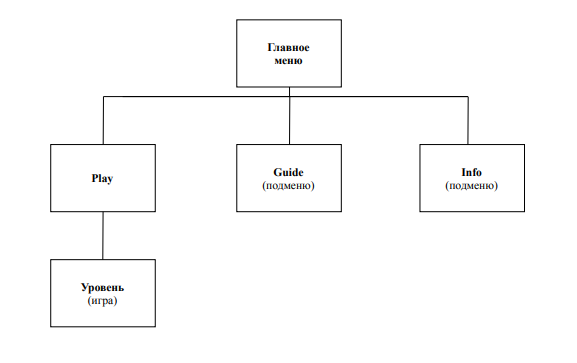 Главное
меню
Play
Guide
(подменю)
Info
(подменю)
Уровень
(игра)